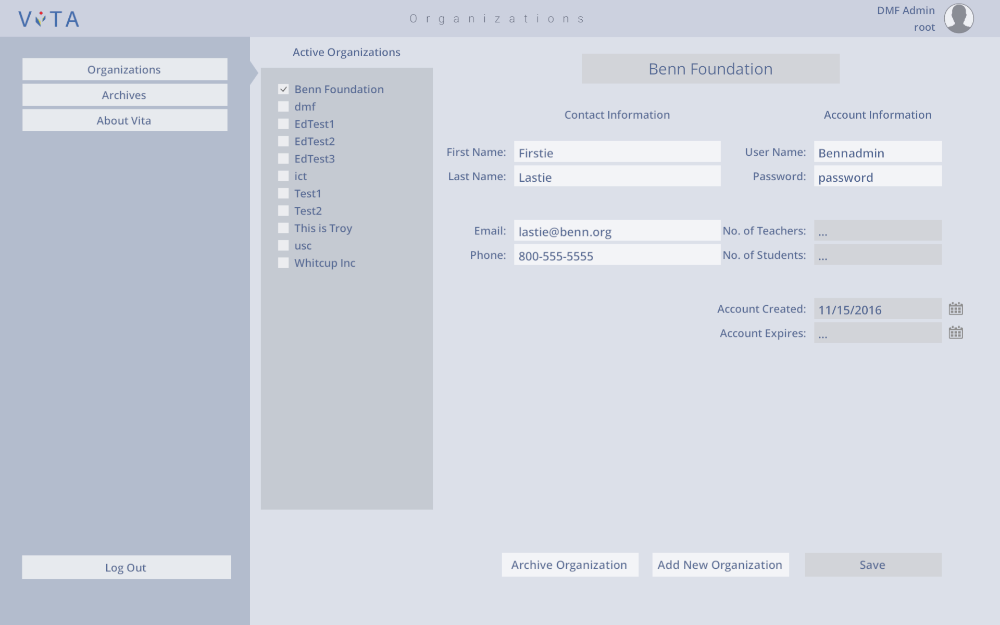 VITA
Organizations
DMF Admin
root
Organizations
Archives
About Vita
Log Out
Active Organizations
Benn Foundation
dmf
EdTest1
EdTest2
EdTest3
ict
Test1
Test2
This is Troy
usc
Whitcup Inc
Benn Foundation
Contact Information
First Name: Firstie
Last Name: Lastie
Email: lastie@benn.org
Phone: 800-555-5555
Account Information
User Name: Bennadmin
Password: password
No. of Teachers: ...
No. of Students: ...
Account Created: 11/15/2016
Account Expires: ...
Archive Organization
Add New Organization
Save